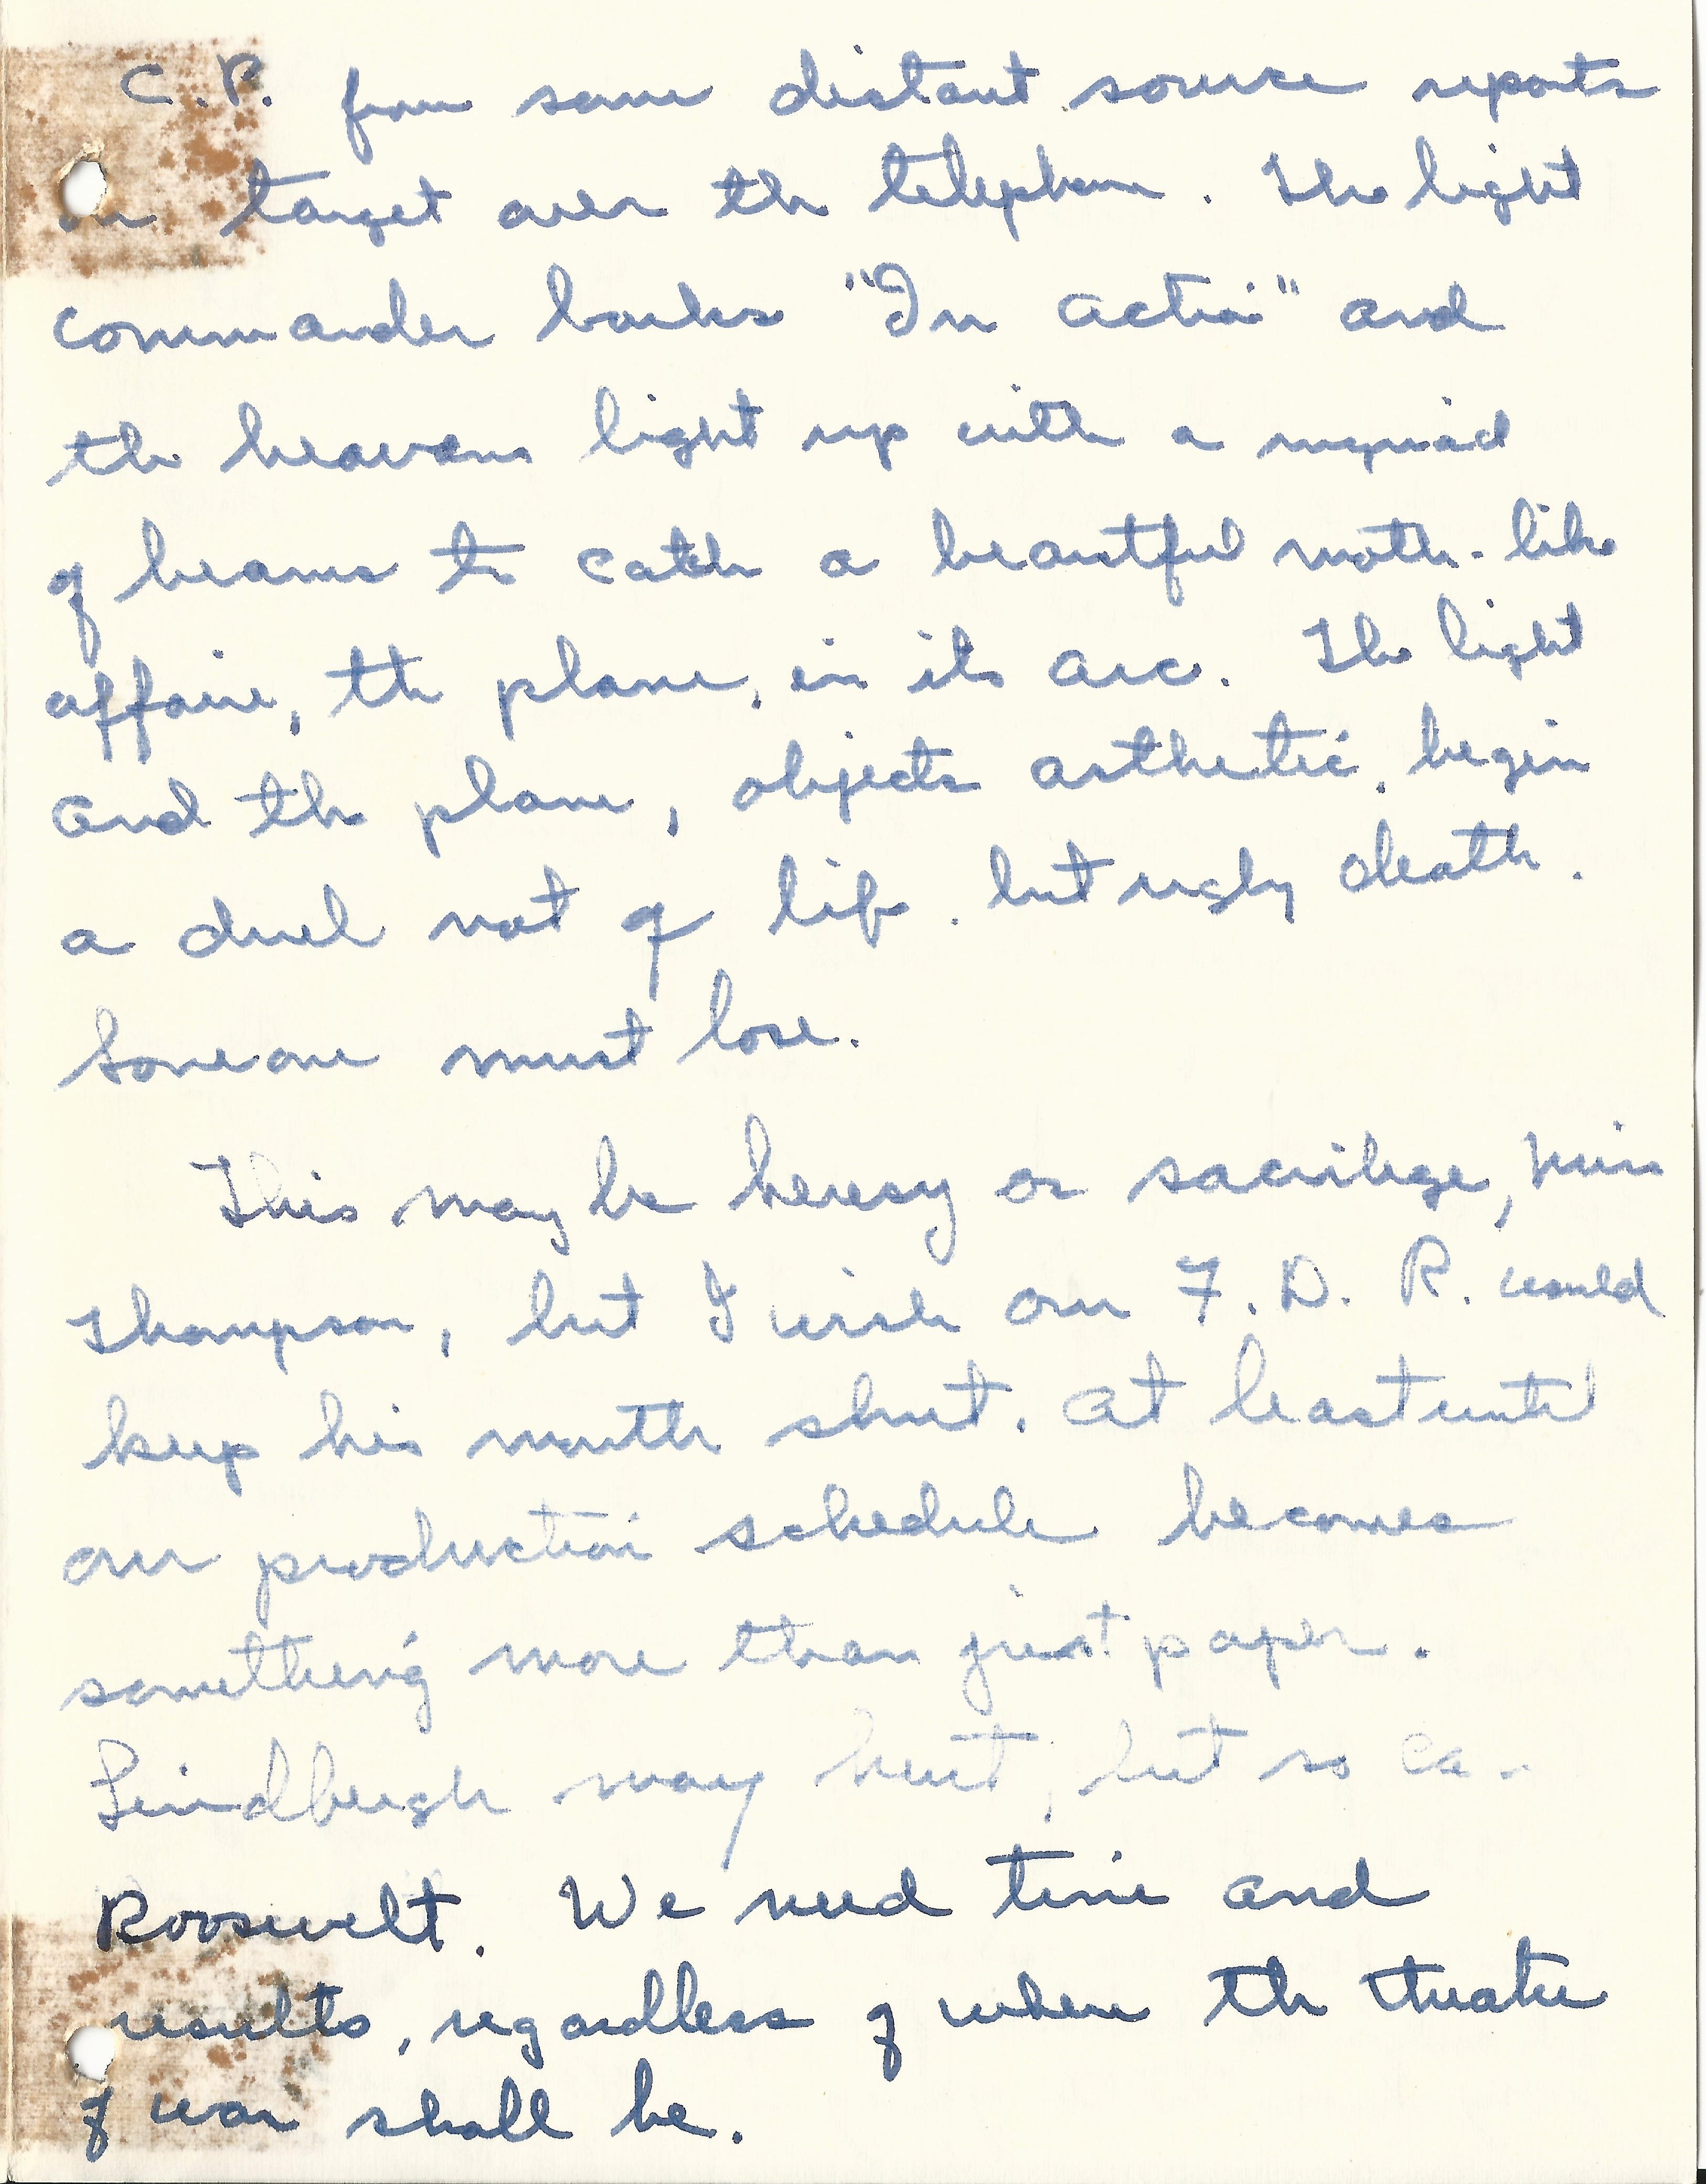 C.P. from some distant source reports
on target over the telephone. The light
commander barks "In action" and
the heavens light up with a myriad
of beams to catch a beautiful moth-like
affair, the plane, in its arc. The light
and the plane, objects asthetic, begin
a duel not of life, but ugly death.
Someone must lose.
This may be heresy or sacrilege, Miss
Thompson, but I wish our F. D. R. would
keep his mouth shut, at least until
our production schedule becomes
something more than just paper.
Lindbergh may hurt, but so can
Roosevelt. We need time and
results, regardless of where the theatre
of war shall be.